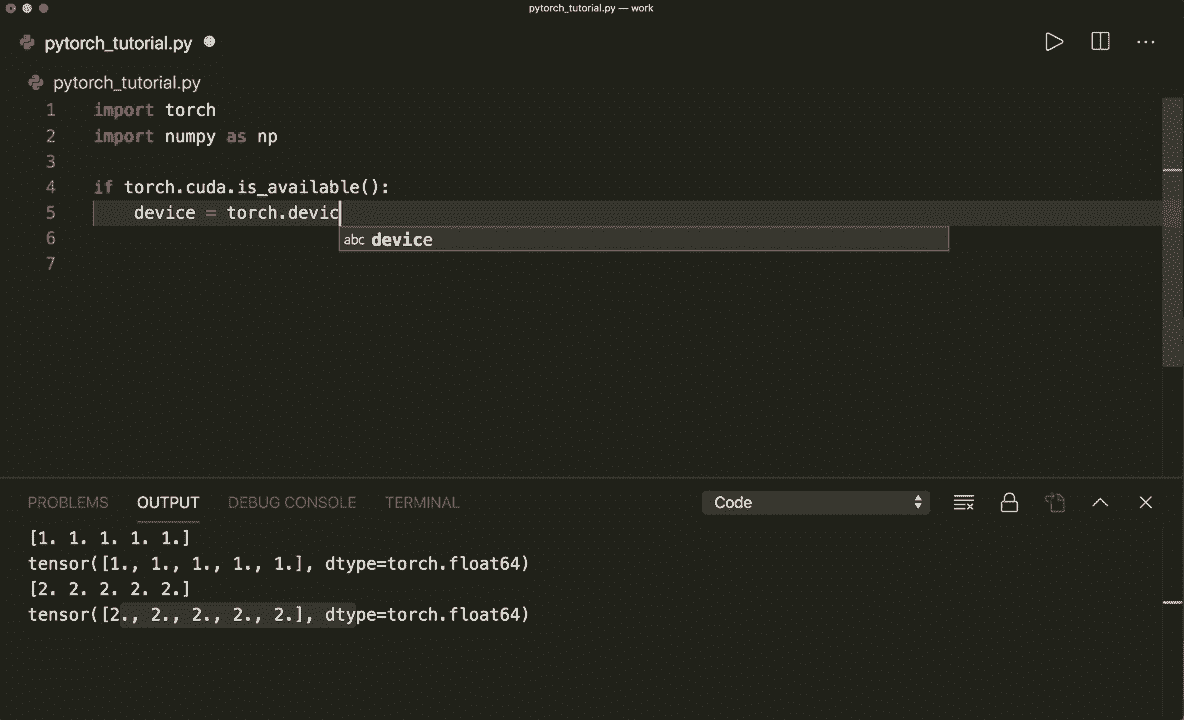 pytorch_tutorial.py — work
pytorch_tutorial.py
pytorch_tutorial.py
1 import torch
2 import numpy as np
3
4 if torch.cuda.is_available():
5 device = torch.devic
abc device
6
7
PROBLEMS OUTPUT DEBUG CONSOLE TERMINAL Code
[1. 1. 1. 1. 1.]
tensor([1., 1., 1., 1., 1.], dtype=torch.float64)
[2. 2. 2. 2. 2.]
tensor([2., 2., 2., 2., 2.], dtype=torch.float64)